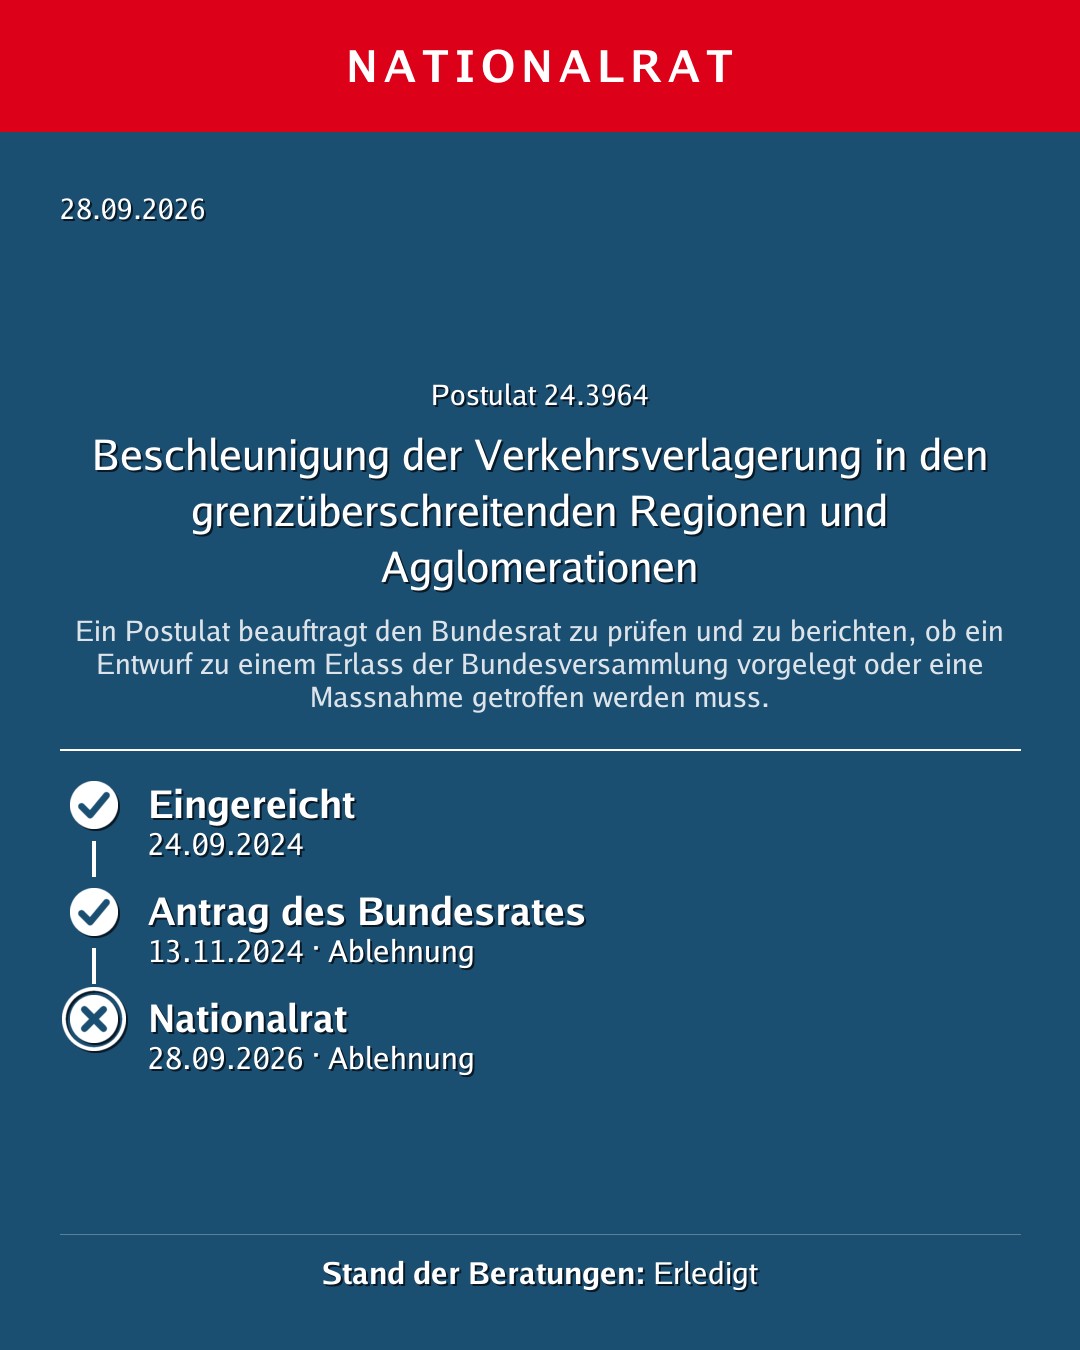 NATIONALRAT
28.09.2026
Postulat 24.3964
Beschleunigung der Verkehrsverlagerung in den
grenzüberschreitenden Regionen und
Agglomerationen
Ein Postulat beauftragt den Bundesrat zu prüfen und zu berichten, ob ein
Entwurf zu einem Erlass der Bundesversammlung vorgelegt oder eine
Massnahme getroffen werden muss.
Eingereicht
24.09.2024
Antrag des Bundesrates
13.11.2024 · Ablehnung
Nationalrat
28.09.2026 · Ablehnung
Stand der Beratungen: Erledigt